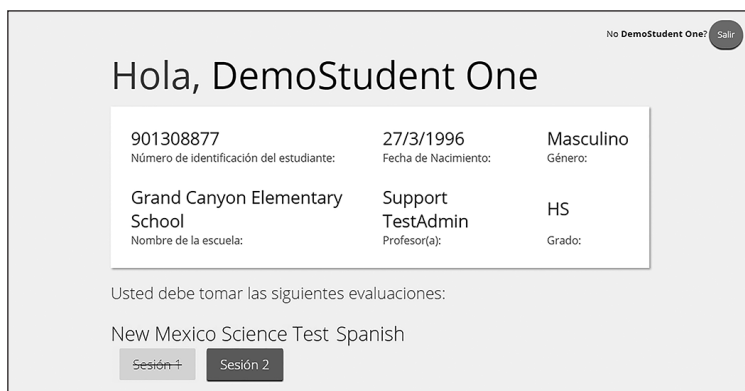 No DemoStudent One? Salir
Hola, DemoStudent One
901308877 27/3/1996 Masculino
Número de identificación del estudiante: Fecha de Nacimiento: Género:
Grand Canyon Elementary School Support TestAdmin HS
Nombre de la escuela: Profesor(a): Grado:
Usted debe tomar las siguientes evaluaciones:
New Mexico Science Test Spanish
Sesión 1 Sesión 2